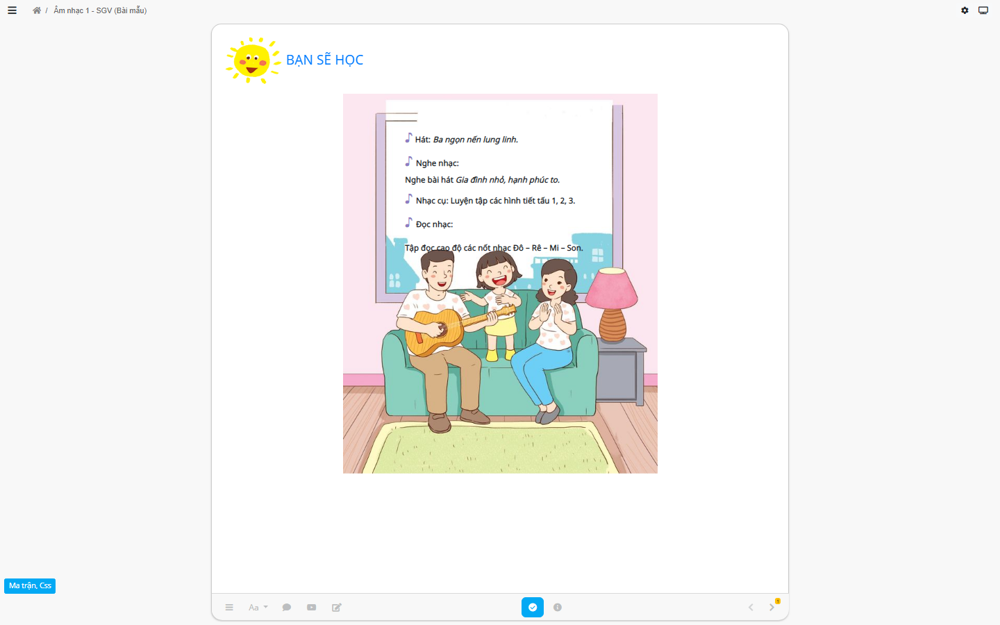 / Âm nhạc 1 - SGV (Bài mẫu)
BẠN SẼ HỌC
Hát: Ba ngọn nến lung linh.
Nghe nhạc:
Nghe bài hát Gia đình nhỏ, hạnh phúc to.
Nhạc cụ: Luyện tập các hình tiết tấu 1, 2, 3.
Đọc nhạc:
Tập đọc cao độ các nốt nhạc Đô – Rê – Mi – Son.
Ma trận, Css
Aa
1